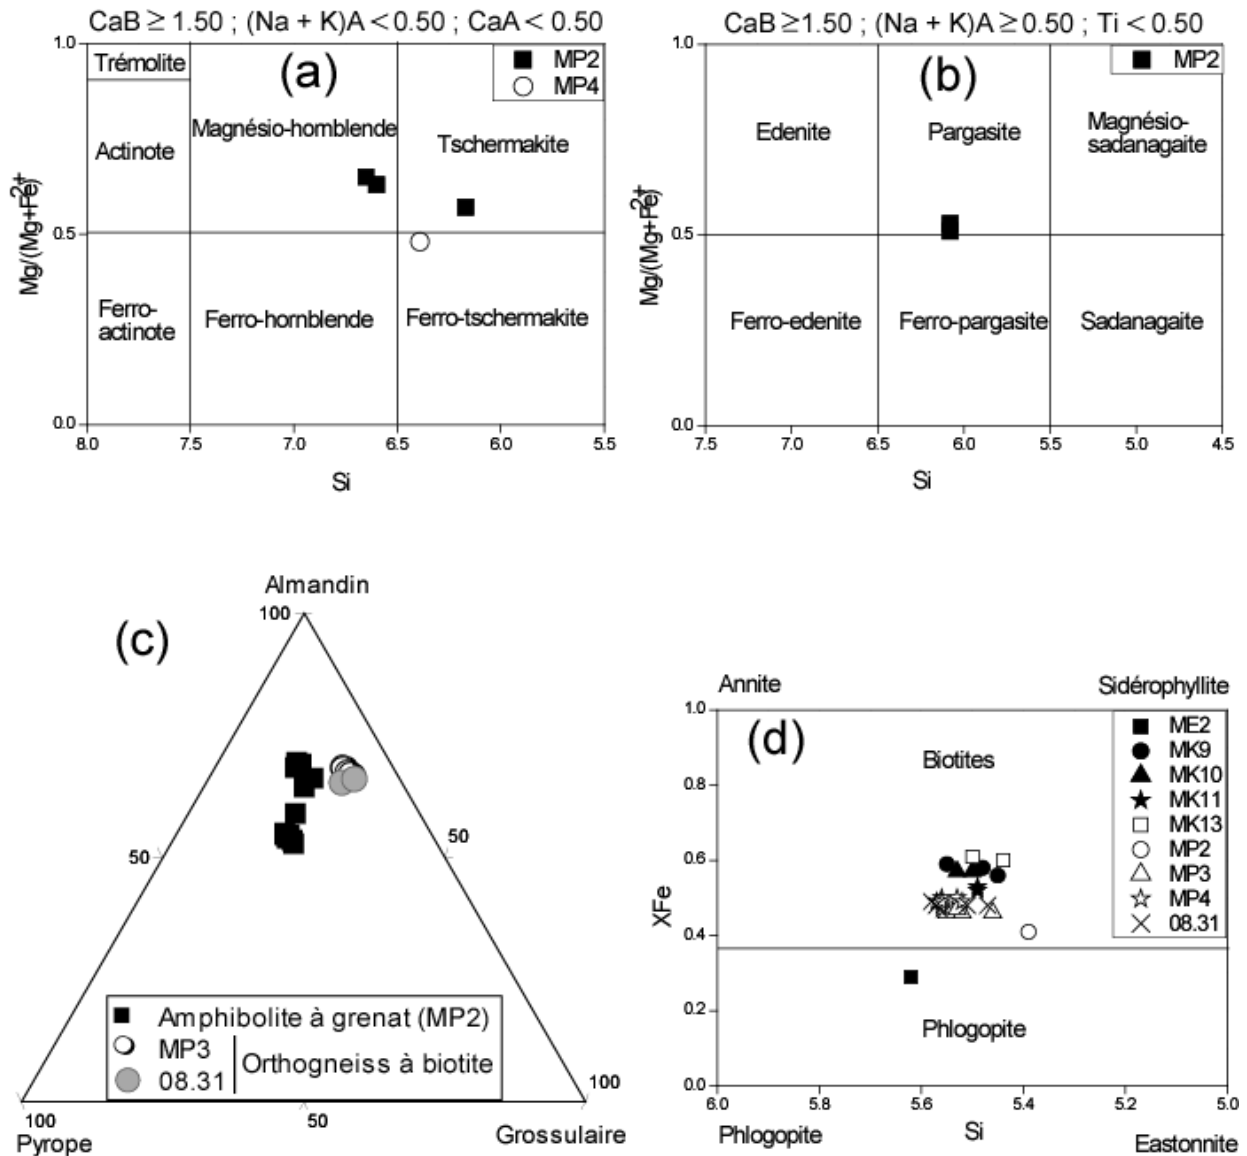 CaB ≥ 1.50 ; (Na + K)A < 0.50 ; CaA < 0.50
1.0
Trémolite
(a)
MP2
MP4
Magnésio-hornblende
Actinote
Tschermakite
Mg/(Mg+Fe2+)
0.5
Ferro-
actinote
Ferro-hornblende
Ferro-tschermakite
0.0
8.0
7.5
7.0
6.5
6.0
5.5
Si
CaB ≥1.50 ; (Na + K)A ≥ 0.50 ; Ti < 0.50
1.0
(b)
MP2
Edenite
Pargasite
Magnésio-
sadanagaite
Mg/(Mg+Fe2+)
0.5
Ferro-edenite
Ferro-pargasite
Sadanagaite
0.0
7.5
6.5
7.0
6.0
5.5
5.0
4.5
Si
(c)
Almandin
100
50
50
Amphibolite à grenat (MP2)
MP3
08.31
Orthogneiss à biotite
100
50
100
Pyrope
Grossulaire
Annite
Sidérophyllite
1.0
(d)
ME2
MK9
MK10
MK11
MK13
MP2
MP3
MP4
08.31
Biotites
0.8
0.6
XFe
0.4
0.2
Phlogopite
0.0
6.0
5.8
5.6
5.4
5.2
5.0
Phlogopite
Si
Eastonnite